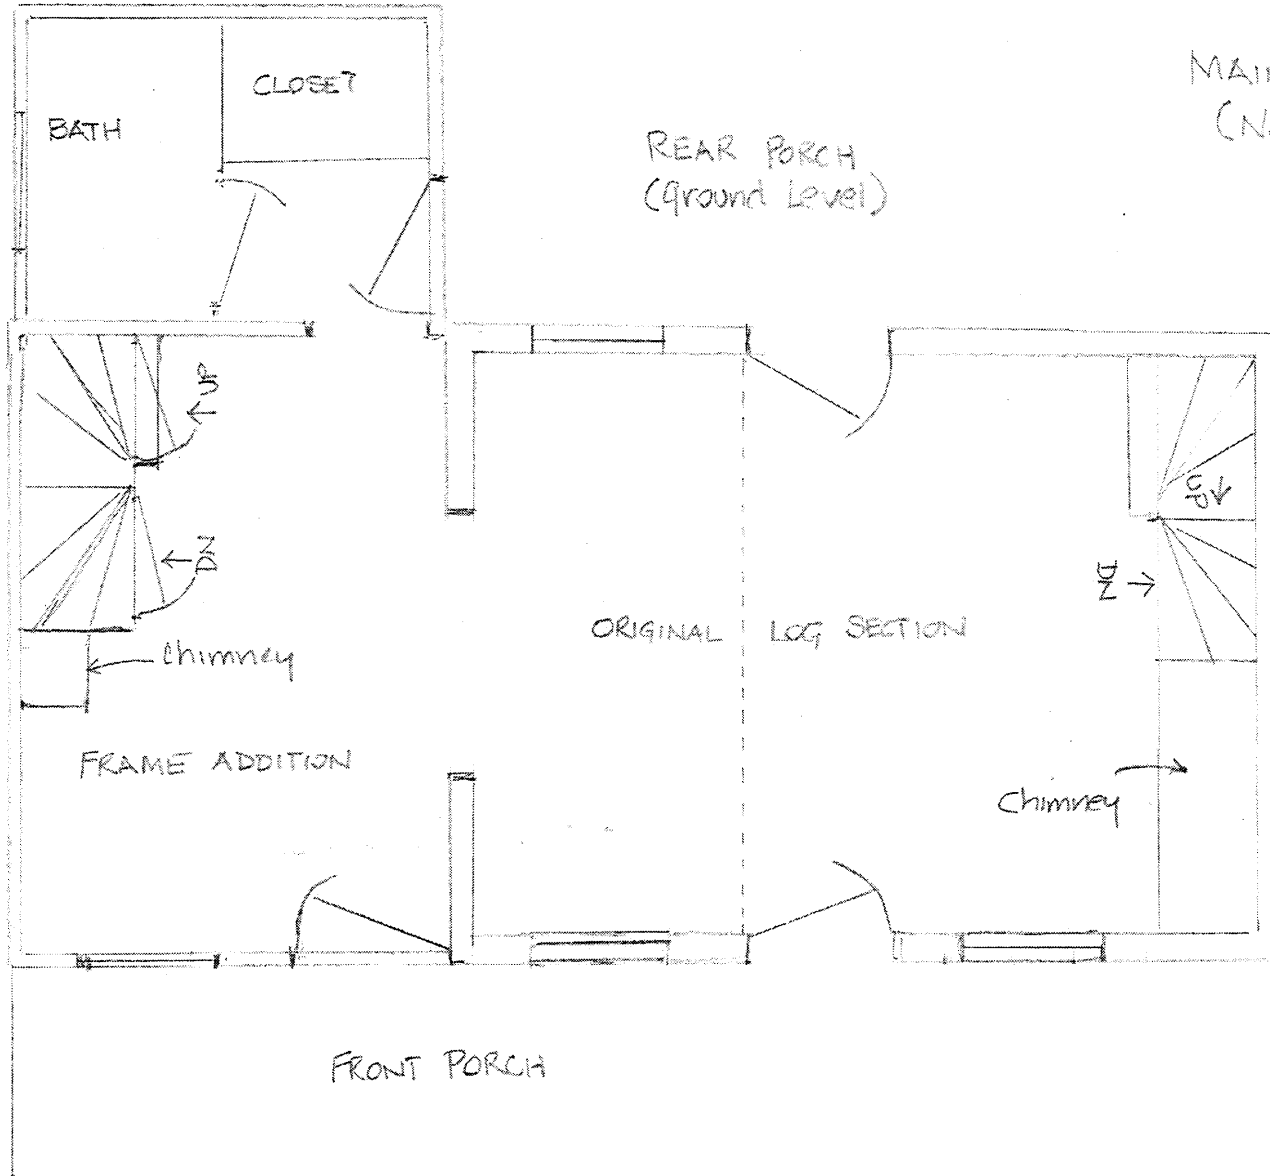 CLOSET
BATH
REAR PORCH
(Ground Level)
UP
DN
Chimney
FRAME ADDITION
ORIGINAL LOG SECTION
UP
DN
Chimney
FRONT PORCH